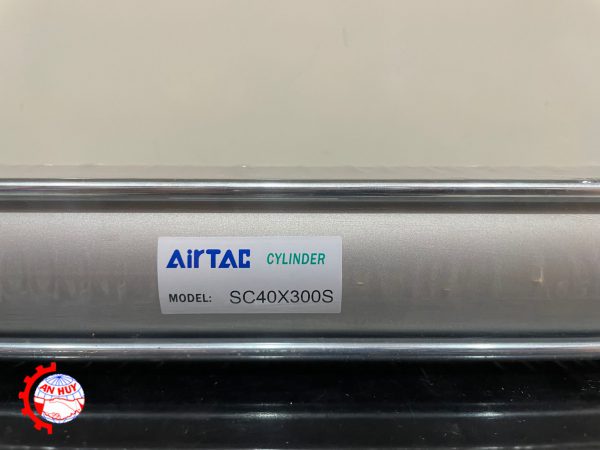 AirTAC CYLINDER
MODEL: SC40X300S
AN HUY